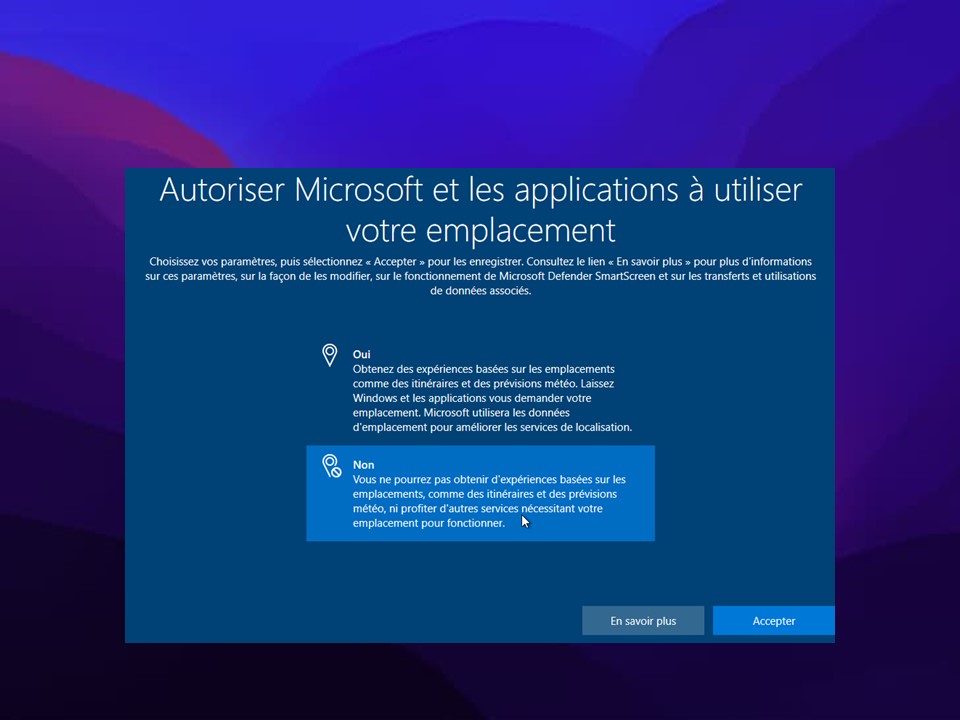 Autoriser Microsoft et les applications à utiliser
votre emplacement
Choisissez vos paramètres, puis sélectionnez « Accepter » pour les enregistrer. Consultez le lien « En savoir plus » pour plus d'informations
sur ces paramètres, sur la façon de les modifier, sur le fonctionnement de Microsoft Defender SmartScreen et sur les transferts et utilisations
de données associés.
Oui
Obtenez des expériences basées sur les emplacements
comme des itinéraires et des prévisions météo. Laissez
Windows et les applications vous demander votre
emplacement. Microsoft utilisera les données
d'emplacement pour améliorer les services de localisation.
Non
Vous ne pourrez pas obtenir d'expériences basées sur les
emplacements, comme des itinéraires et des prévisions
météo, ni profiter d'autres services nécessitant votre
emplacement pour fonctionner.
En savoir plus
Accepter